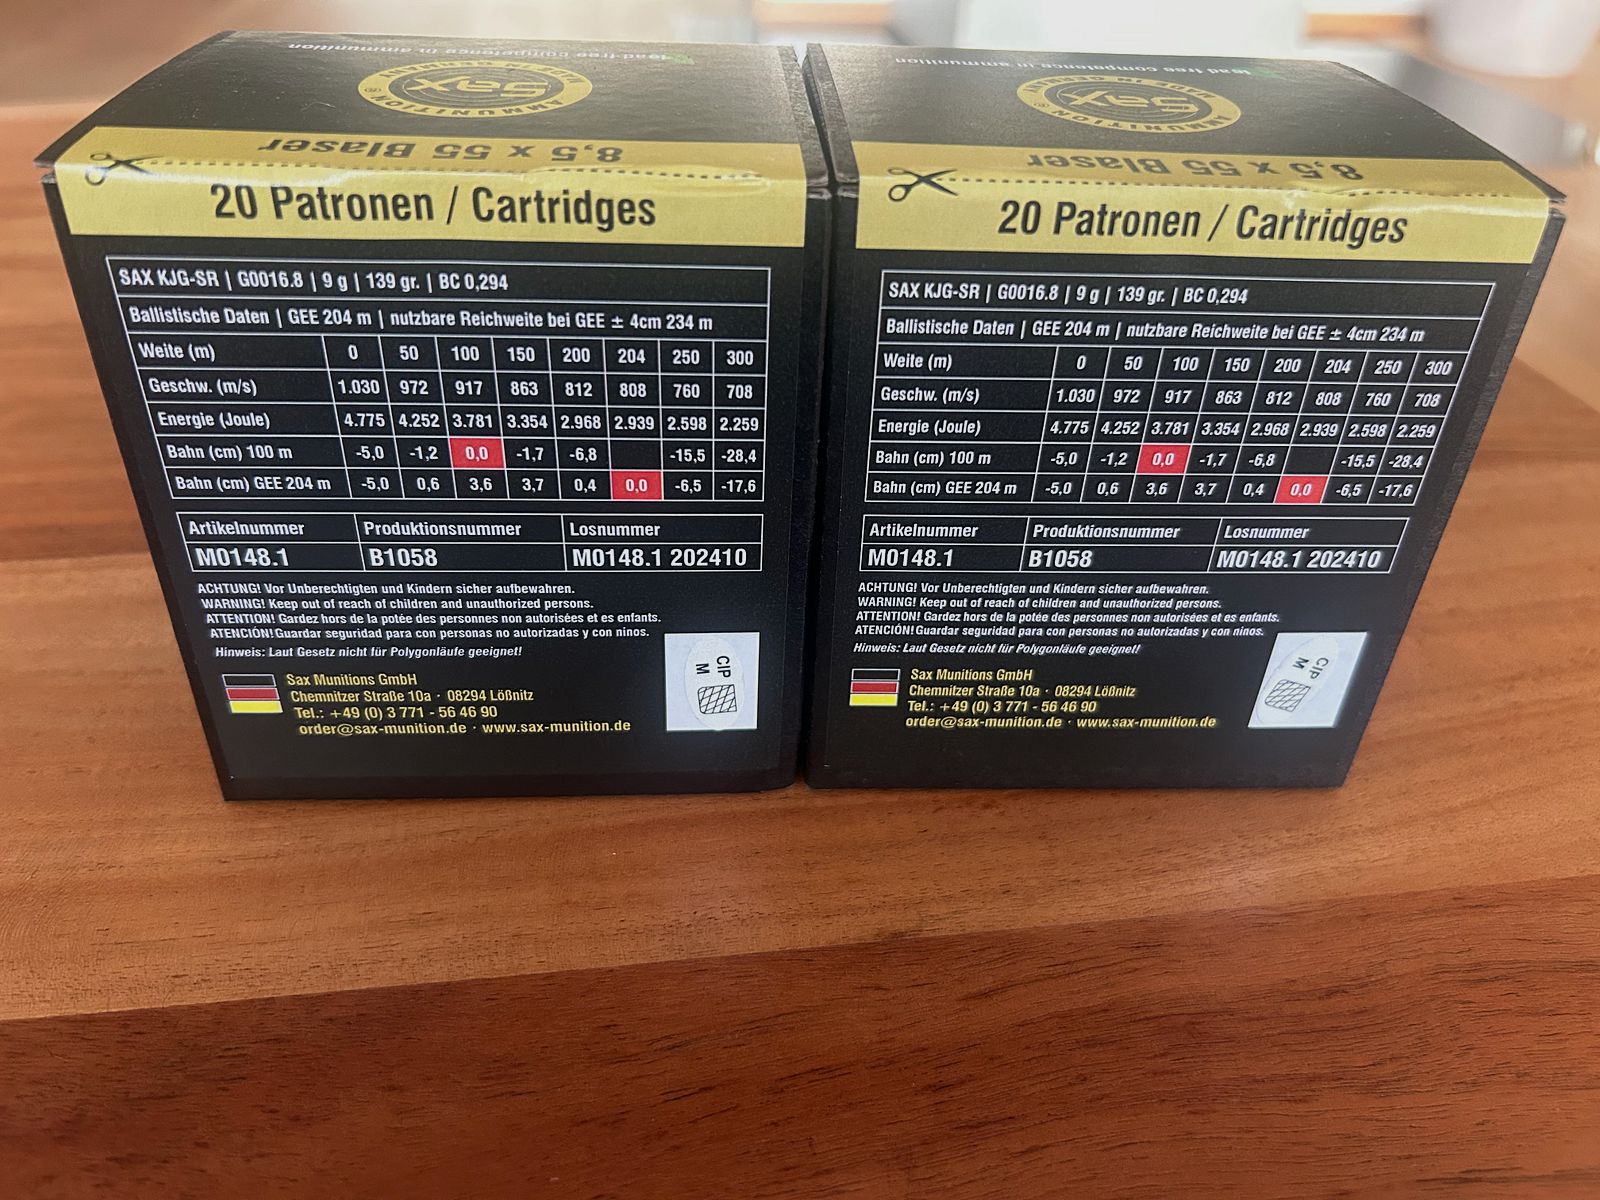 lead free competence in ammunition
SAX
AMMUNITION
MADE IN GERMANY
®
8,5 x 55 Blaser
20 Patronen / Cartridges
SAX KJG-SR | G0016.8 | 9 g | 139 gr. | BC 0,294
Ballistische Daten | GEE 204 m | nutzbare Reichweite bei GEE ± 4cm 234 m
Weite (m) 0 50 100 150 200 204 250 300
Geschw. (m/s) 1.030 972 917 863 812 808 760 708
Energie (Joule) 4.775 4.252 3.781 3.354 2.968 2.939 2.598 2.259
Bahn (cm) 100 m -5,0 -1,2 0,0 -1,7 -6,8 -15,5 -28,4
Bahn (cm) GEE 204 m -5,0 0,6 3,6 3,7 0,4 0,0 -6,5 -17,6
Artikelnummer Produktionsnummer Losnummer
M0148.1 B1058 M0148.1 202410
ACHTUNG! Vor Unberechtigten und Kindern sicher aufbewahren.
WARNING! Keep out of reach of children and unauthorized persons.
ATTENTION! Gardez hors de la potée des personnes non autorisées et es enfants.
ATENCIÓN! Guardar seguridad para con personas no autorizadas y con ninos.
Hinweis: Laut Gesetz nicht für Polygonläufe geeignet!
Sax Munitions GmbH
Chemnitzer Straße 10a · 08294 Lößnitz
Tel.: +49 (0) 3 771 - 56 46 90
order@sax-munition.de · www.sax-munition.de
CIP
M
lead free competence in ammunition
SAX
AMMUNITION
MADE IN GERMANY
®
8,5 x 55 Blaser
20 Patronen / Cartridges
SAX KJG-SR | G0016.8 | 9 g | 139 gr. | BC 0,294
Ballistische Daten | GEE 204 m | nutzbare Reichweite bei GEE ± 4cm 234 m
Weite (m) 0 50 100 150 200 204 250 300
Geschw. (m/s) 1.030 972 917 863 812 808 760 708
Energie (Joule) 4.775 4.252 3.781 3.354 2.968 2.939 2.598 2.259
Bahn (cm) 100 m -5,0 -1,2 0,0 -1,7 -6,8 -15,5 -28,4
Bahn (cm) GEE 204 m -5,0 0,6 3,6 3,7 0,4 0,0 -6,5 -17,6
Artikelnummer Produktionsnummer Losnummer
M0148.1 B1058 M0148.1 202410
ACHTUNG! Vor Unberechtigten und Kindern sicher aufbewahren.
WARNING! Keep out of reach of children and unauthorized persons.
ATTENTION! Gardez hors de la potée des personnes non autorisées et es enfants.
ATENCIÓN! Guardar seguridad para con personas no autorizadas y con ninos.
Hinweis: Laut Gesetz nicht für Polygonläufe geeignet!
Sax Munitions GmbH
Chemnitzer Straße 10a · 08294 Lößnitz
Tel.: +49 (0) 3 771 - 56 46 90
order@sax-munition.de · www.sax-munition.de
CIP
M